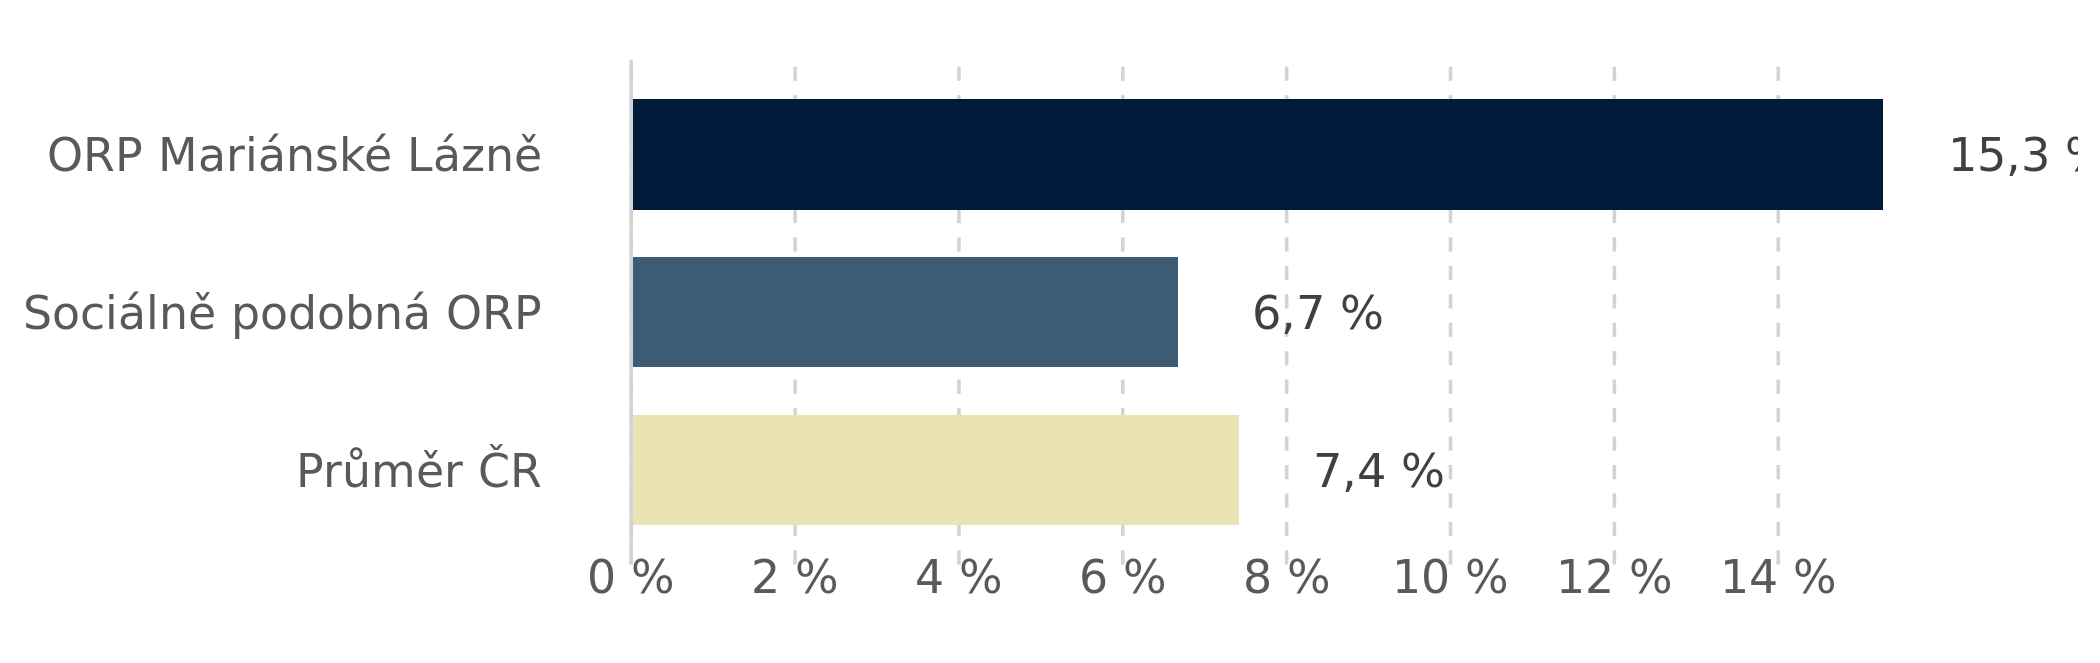 ORP Mariánské Lázně
15,3 %
Sociálně podobná ORP
6,7 %
Průměr ČR
7,4 %
0 % 2 % 4 % 6 % 8 % 10 % 12 % 14 %